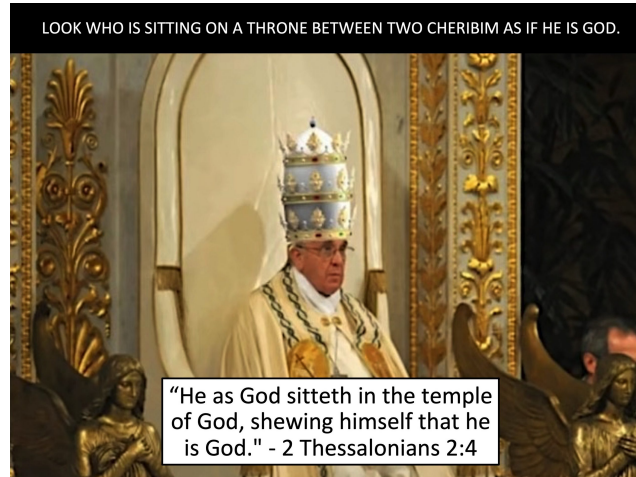 LOOK WHO IS SITTING ON A THRONE BETWEEN TWO CHERIBIM AS IF HE IS GOD.
“He as God sitteth in the temple
of God, shewing himself that he
is God." - 2 Thessalonians 2:4